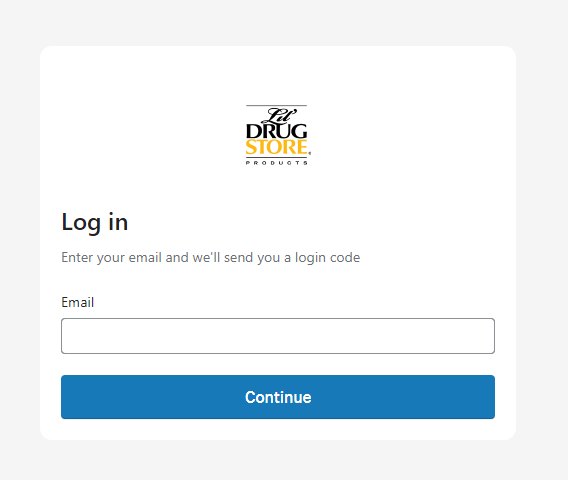 Lil'
DRUG
STORE®
PRODUCTS
Log in
Enter your email and we'll send you a login code
Email
Continue